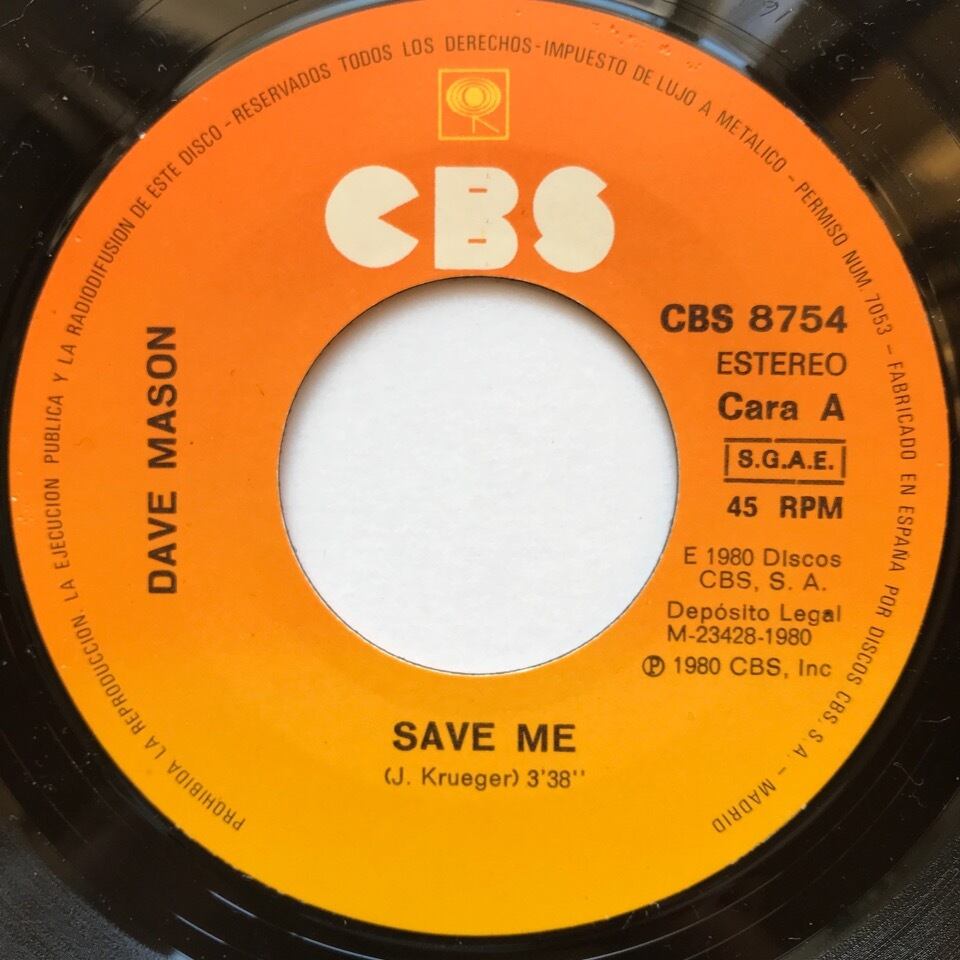 PROHIBIDA LA REPRODUCCION. LA EJECUCION PUBLICA Y LA RADIODIFUSION DE ESTE DISCO - RESERVADOS TODOS LOS DERECHOS - IMPUESTO DE LUJO A METALICO - PERMISO NUM. 7053 - FABRICADO EN ESPAÑA POR DISCOS CBS. S.A. - MADRID
CBS
DAVE MASON
CBS 8754
ESTEREO
Cara A
S.G.A.E.
45 RPM
E 1980 Discos
CBS, S. A.
Depósito Legal
M-23428-1980
Ⓟ 1980 CBS, Inc
SAVE ME
(J. Krueger) 3'38''